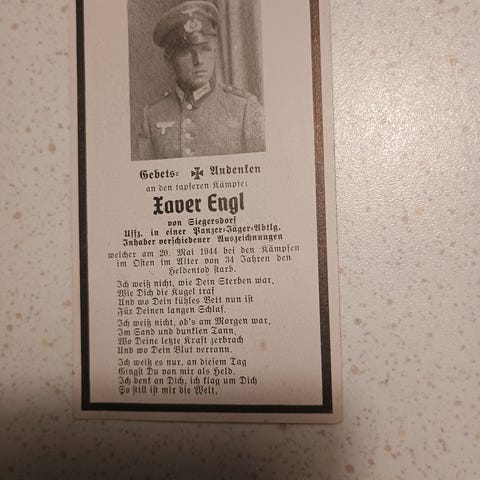 Gebets= Andenken
an den tapferen Kämpfer
Xaver Engl
von Siegersdorf
Uffz. in einer Panzer=Jäger=Abtlg.
Inhaber verschiedener Auszeichnungen
welcher am 20. Mai 1944 bei den Kämpfen
im Osten im Alter von 34 Jahren den
Heldentod starb.
Ich weiß nicht, wie Dein Sterben war,
Wie Dich die Kugel traf
Und wo Dein kühles Bett nun ist
Für Deinen langen Schlaf.
Ich weiß nicht, ob's am Morgen war,
Im Sand und dunklen Tann,
Wo Deine letzte Kraft zerbrach
Und wo Dein Blut verrann.
Ich weiß es nur, an diesem Tag
Gingst Du von mir als Held.
Ich denk an Dich, ich klag um Dich
So still ist mir die Welt,